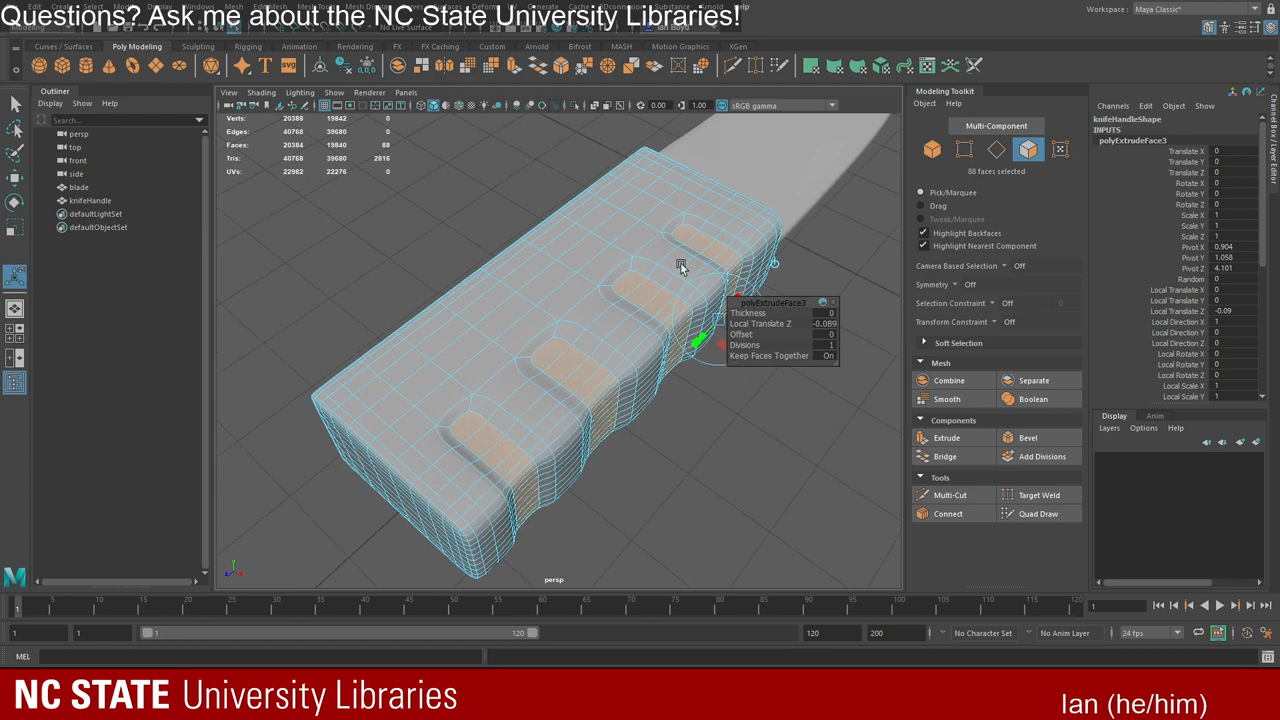 Questions? Ask me about the NC State University Libraries!
Workspace: Maya Classic*
Curves / Surfaces Poly Modeling Sculpting Rigging Animation Rendering FX FX Caching Custom Arnold Bifrost MASH Motion Graphics XGen
Outliner
Display Show Help
Search...
persp
top
front
side
blade
knifeHandle
defaultLightSet
defaultObjectSet
View Shading Lighting Show Renderer Panels
0.00 1.00 sRGB gamma
Verts: 20388 19842 0
Edges: 40768 39680 0
Faces: 20384 19840 88
Tris: 40768 39680 2816
UVs: 22982 22276 0
polyExtrudeFace3
Thickness 0
Local Translate Z -0.089
Offset 0
Divisions 1
Keep Faces Together On
persp
Modeling Toolkit
Object Help
Multi-Component
88 faces selected
Pick/Marquee
Drag
Tweak/Marquee
Highlight Backfaces
Highlight Nearest Component
Camera Based Selection Off
Symmetry Off
Selection Constraint Off 0
Transform Constraint Off
Soft Selection
Mesh
Combine Separate
Smooth Boolean
Components
Extrude Bevel
Bridge Add Divisions
Tools
Multi-Cut Target Weld
Connect Quad Draw
Channels Edit Object Show
knifeHandleShape
INPUTS
polyExtrudeFace3
Translate X 0
Translate Y 0
Translate Z 0
Rotate X 0
Rotate Y 0
Rotate Z 0
Scale X 1
Scale Y 1
Scale Z 1
Pivot X 0.904
Pivot Y 1.058
Pivot Z 4.101
Random 0
Local Translate X 0
Local Translate Y 0
Local Translate Z -0.09
Local Direction X 1
Local Direction Y 0
Local Direction Z 0
Local Rotate X 0
Local Rotate Y 0
Local Rotate Z 0
Local Scale X 1
Local Scale Y 1
Display Anim
Layers Options Help
Channel Box / Layer Editor
5 10 15 20 25 30 35 40 45 50 55 60 65 70 75 80 85 90 95 100 105 110 115 120
1 1
1 1 1 120 120 200 No Character Set No Anim Layer 24 fps
MEL
NC STATE University Libraries
Ian (he/him)